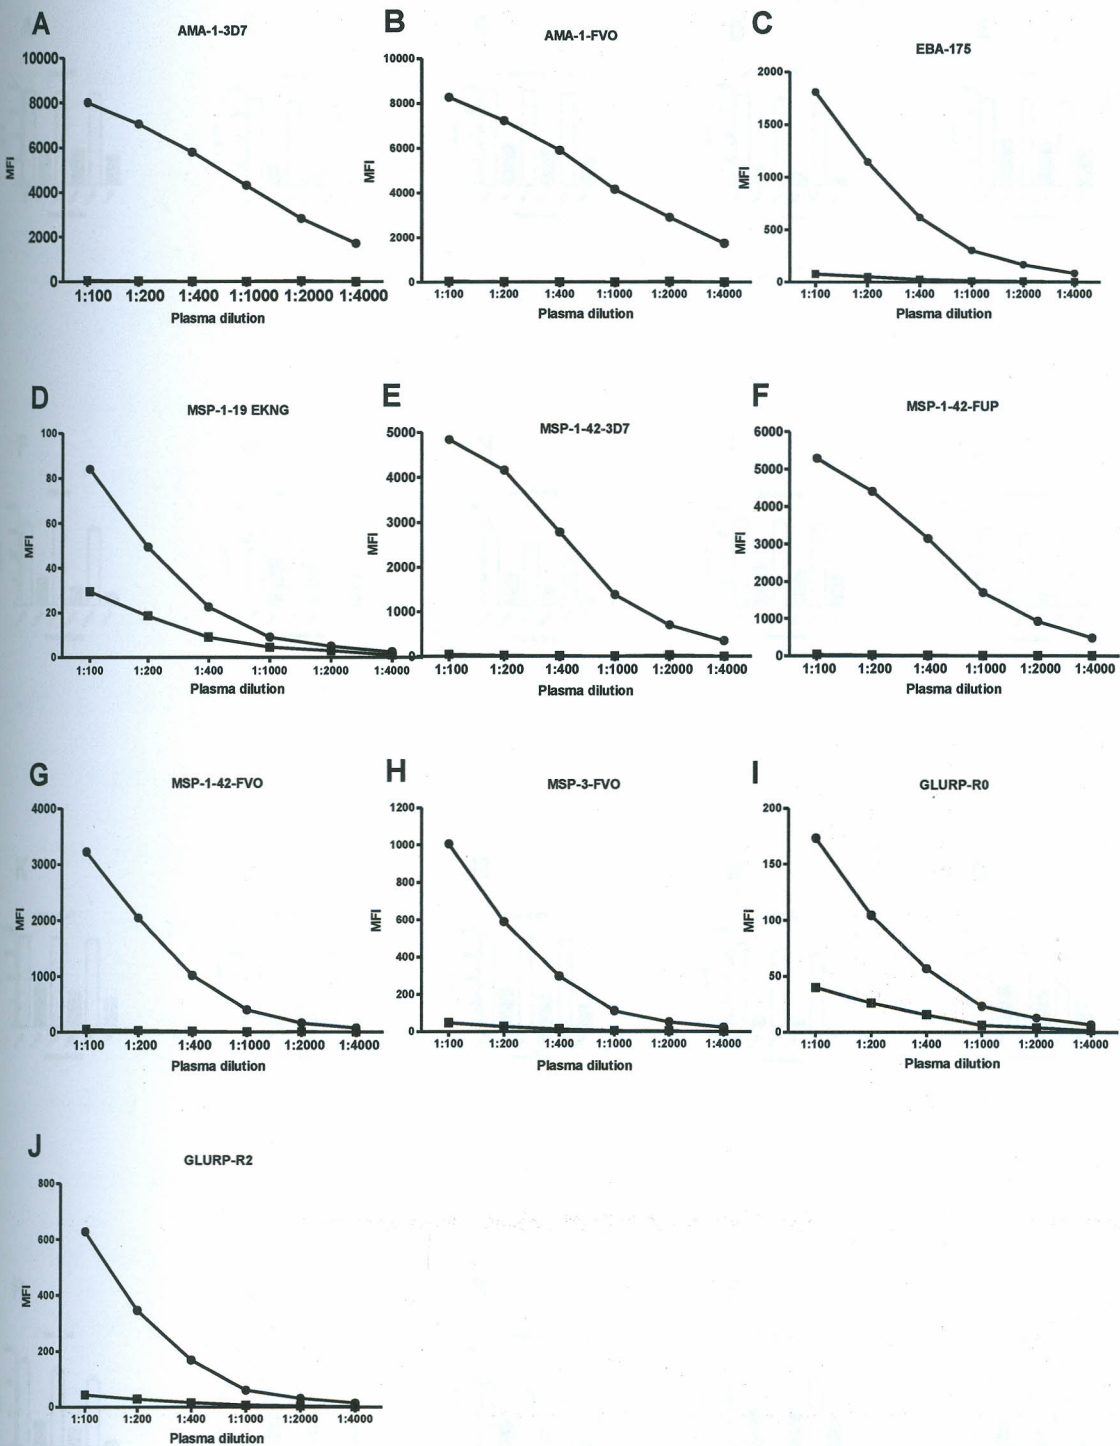 A
AMA-1-3D7
10000
8000
6000
4000
2000
0
MFI
1:100 1:200 1:400 1:1000 1:2000 1:4000
Plasma dilution
B
AMA-1-FVO
10000
8000
6000
4000
2000
0
MFI
1:100 1:200 1:400 1:1000 1:2000 1:4000
Plasma dilution
C
EBA-175
2000
1500
1000
500
0
MFI
1:100 1:200 1:400 1:1000 1:2000 1:4000
Plasma dilution
D
MSP-1-19 EKNG
100
80
60
40
20
0
MFI
1:100 1:200 1:400 1:1000 1:2000 1:4000
Plasma dilution
E
MSP-1-42-3D7
5000
4000
3000
2000
1000
0
MFI
1:100 1:200 1:400 1:1000 1:2000 1:4000
Plasma dilution
F
MSP-1-42-FUP
6000
5000
4000
3000
2000
1000
0
MFI
1:100 1:200 1:400 1:1000 1:2000 1:4000
Plasma dilution
G
MSP-1-42-FVO
4000
3000
2000
1000
0
MFI
1:100 1:200 1:400 1:1000 1:2000 1:4000
Plasma dilution
H
MSP-3-FVO
1200
1000
800
600
400
200
0
MFI
1:100 1:200 1:400 1:1000 1:2000 1:4000
Plasma dilution
I
GLURP-R0
200
150
100
50
0
MFI
1:100 1:200 1:400 1:1000 1:2000 1:4000
Plasma dilution
J
GLURP-R2
800
600
400
200
0
MFI
1:100 1:200 1:400 1:1000 1:2000 1:4000
Plasma dilution